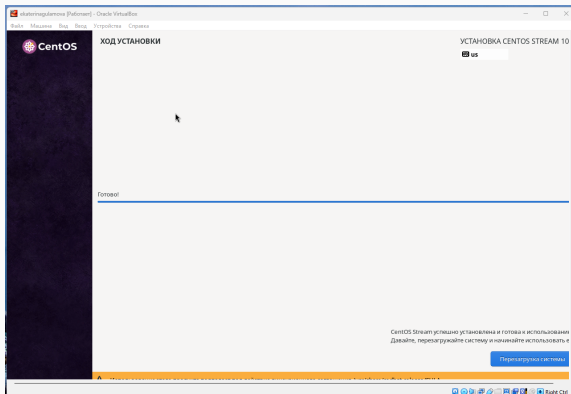 ekaterinagulamova [Работает] - Oracle VirtualBox
Файл Машина Вид Ввод Устройства Справка
CentOS
ХОД УСТАНОВКИ
УСТАНОВКА CENTOS STREAM 10
us
Готово!
CentOS Stream успешно установлена и готова к использовани
Давайте, перезагружайте систему и начинайте использовать е
Перезагрузка системы
Right Ctrl